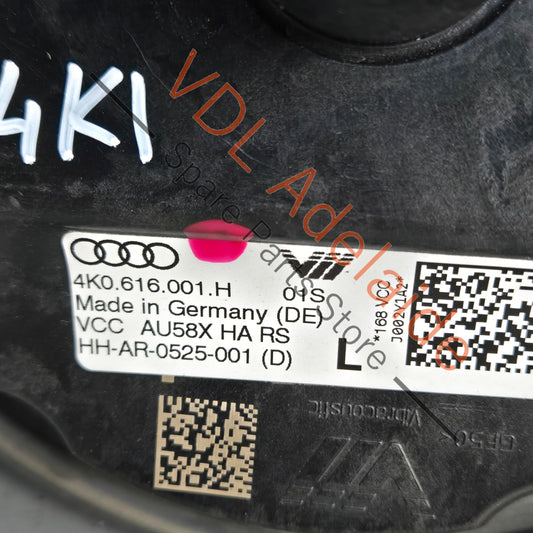 4KI
VDL Adelaide
Spare Parts Store
4K0.616.001.H 01S
Made in Germany (DE)
VCC AU58X HA RS
HH-AR-0525-001 (D)
L
*168 VCC
J002V1A2*
Vibracoustic